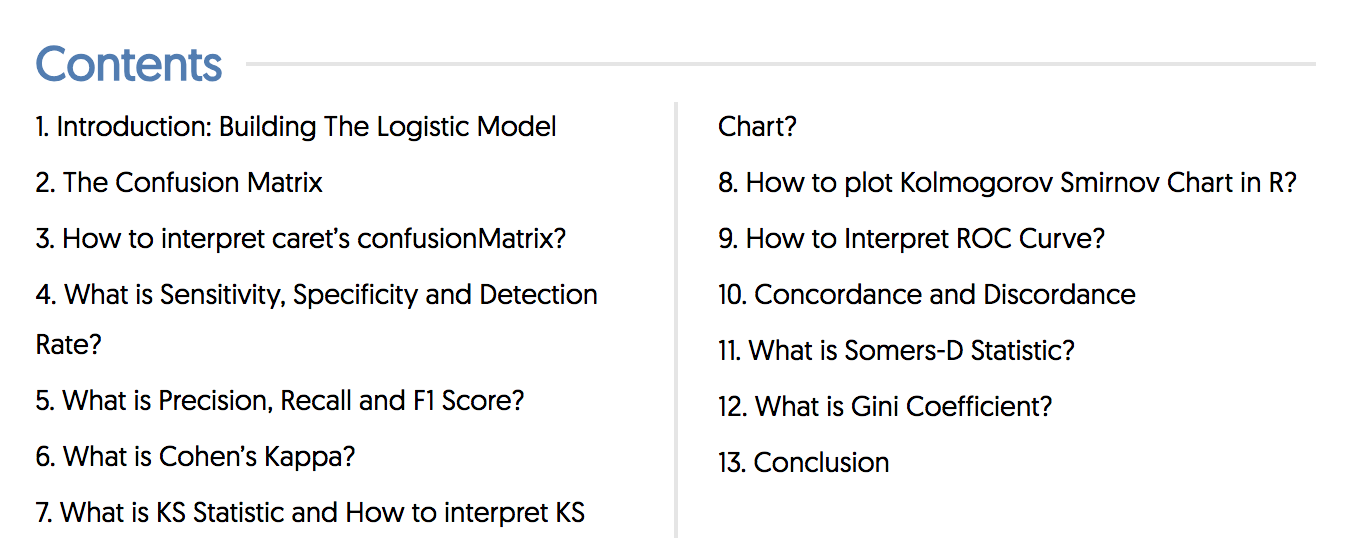 Contents
1. Introduction: Building The Logistic Model
2. The Confusion Matrix
3. How to interpret caret’s confusionMatrix?
4. What is Sensitivity, Specificity and Detection
Rate?
5. What is Precision, Recall and F1 Score?
6. What is Cohen’s Kappa?
7. What is KS Statistic and How to interpret KS
Chart?
8. How to plot Kolmogorov Smirnov Chart in R?
9. How to Interpret ROC Curve?
10. Concordance and Discordance
11. What is Somers-D Statistic?
12. What is Gini Coefficient?
13. Conclusion